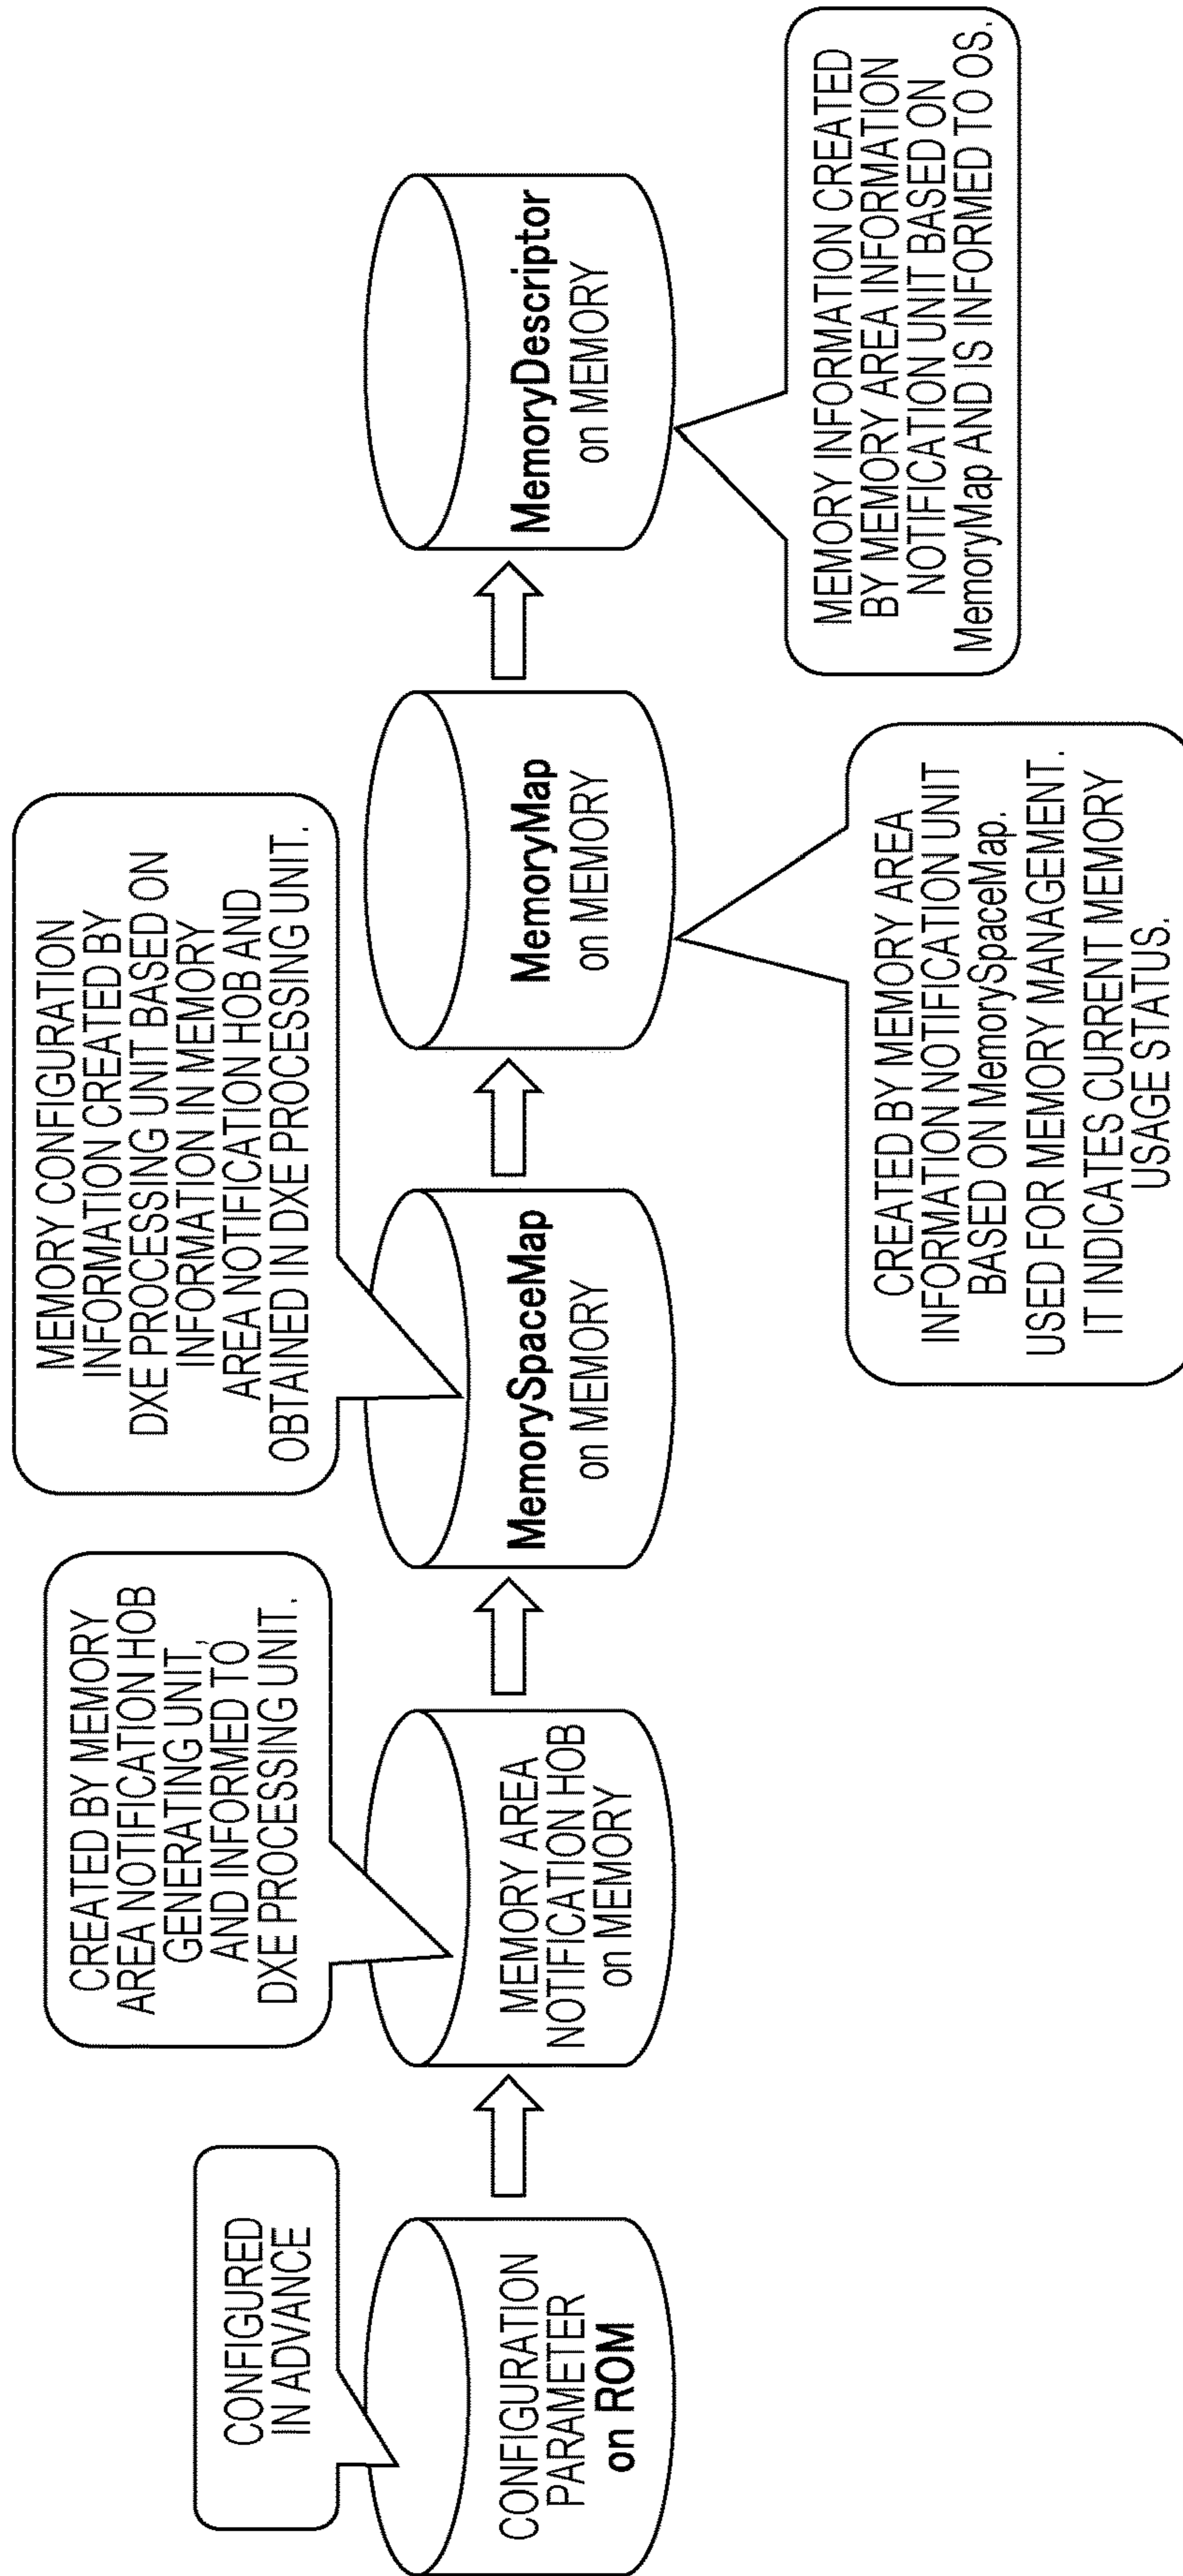 CONFIGURED
IN ADVANCE
CONFIGURATION
PARAMETER
on ROM
CREATED BY MEMORY
AREA NOTIFICATION HOB
GENERATING UNIT,
AND INFORMED TO
DXE PROCESSING UNIT.
MEMORY AREA
NOTIFICATION HOB
on MEMORY
MEMORY CONFIGURATION
INFORMATION CREATED BY
DXE PROCESSING UNIT BASED ON
INFORMATION IN MEMORY
AREA NOTIFICATION HOB AND
OBTAINED IN DXE PROCESSING UNIT.
MemorySpaceMap
on MEMORY
MemoryMap
on MEMORY
CREATED BY MEMORY AREA
INFORMATION NOTIFICATION UNIT
BASED ON MemorySpaceMap.
USED FOR MEMORY MANAGEMENT.
IT INDICATES CURRENT MEMORY
USAGE STATUS.
MemoryDescriptor
on MEMORY
MEMORY INFORMATION CREATED
BY MEMORY AREA INFORMATION
NOTIFICATION UNIT BASED ON
MemoryMap AND IS INFORMED TO OS.